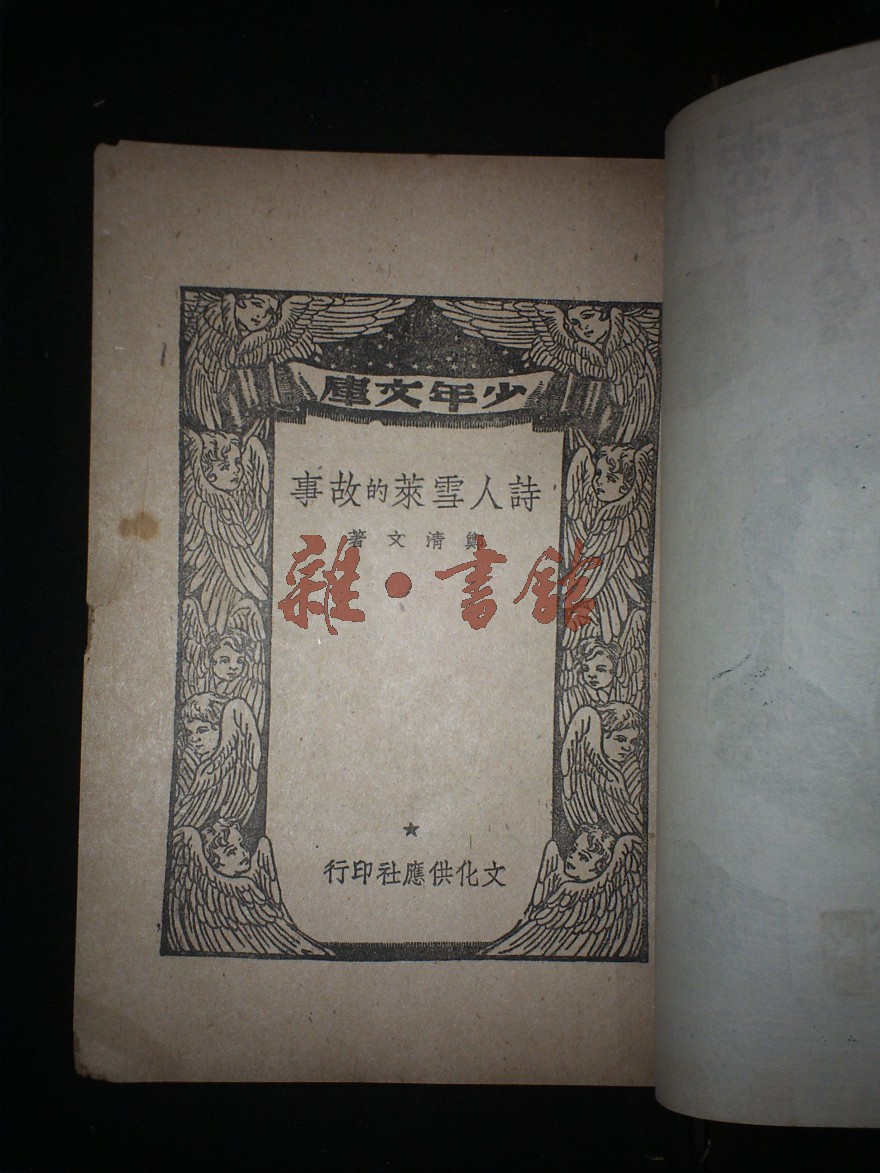 少年文庫
詩人雪萊的故事
鄭清文著
雜·書館
★
文化供應社印行